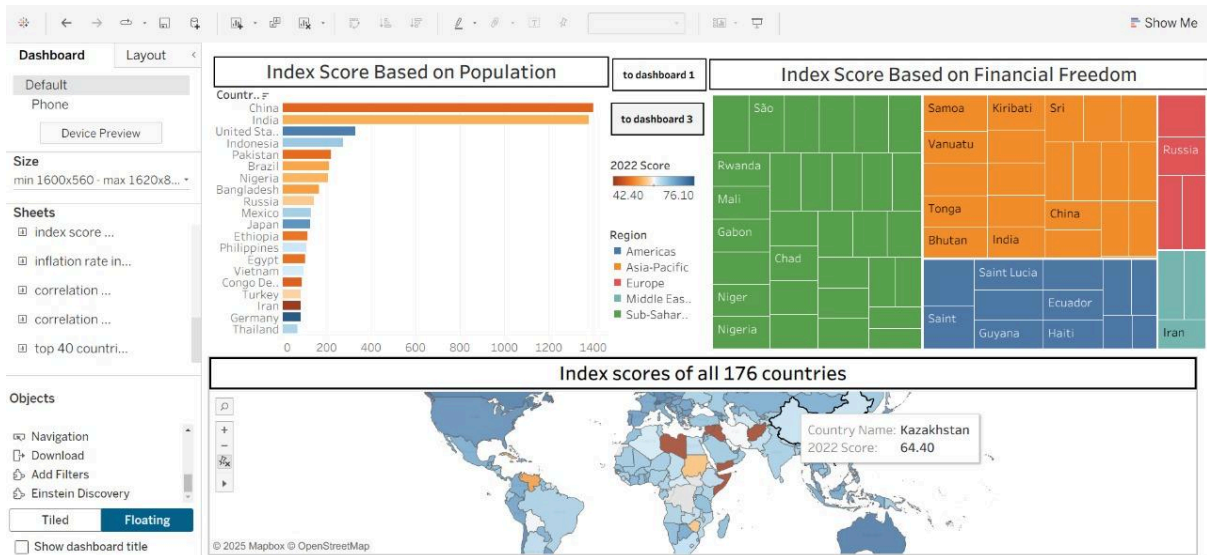 Show Me
Dashboard
Layout
Default
Phone
Device Preview
Size
min 1600x560 - max 1620x8...
Sheets
index score ...
inflation rate in...
correlation ...
correlation ...
top 40 countri...
Objects
Navigation
Download
Add Filters
Einstein Discovery
Tiled
Floating
Show dashboard title
Index Score Based on Population
Countr..
China
India
United Sta..
Indonesia
Pakistan
Brazil
Nigeria
Bangladesh
Russia
Mexico
Japan
Ethiopia
Philippines
Egypt
Vietnam
Congo De..
Turkey
Iran
Germany
Thailand
0 200 400 600 800 1000 1200 1400
to dashboard 1
to dashboard 3
2022 Score
42.40 76.10
Region
Americas
Asia-Pacific
Europe
Middle Eas..
Sub-Sahar..
Index Score Based on Financial Freedom
São
Rwanda
Mali
Gabon
Chad
Niger
Nigeria
Samoa
Kiribati
Sri
Vanuatu
Tonga
China
Bhutan
India
Saint Lucia
Ecuador
Saint
Guyana
Haiti
Russia
Iran
Index scores of all 176 countries
Country Name: Kazakhstan
2022 Score: 64.40
© 2025 Mapbox © OpenStreetMap